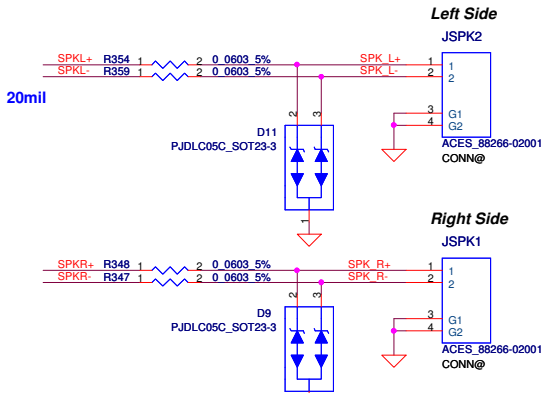 Left Side
JSPK2
SPKL+ R354 1 2 0_0603_5% SPK_L+ 1 1
SPKL- R359 1 2 0_0603_5% SPK_L- 2 2
20mil
3 G1
4 G2
2 3
D11
PJDLC05C_SOT23-3
ACES_88266-02001
CONN@
1
Right Side
JSPK1
SPKR+ R348 1 2 0_0603_5% SPK_R+ 1 1
SPKR- R347 1 2 0_0603_5% SPK_R- 2 2
2 3
D9
PJDLC05C_SOT23-3
3 G1
4 G2
ACES_88266-02001
CONN@